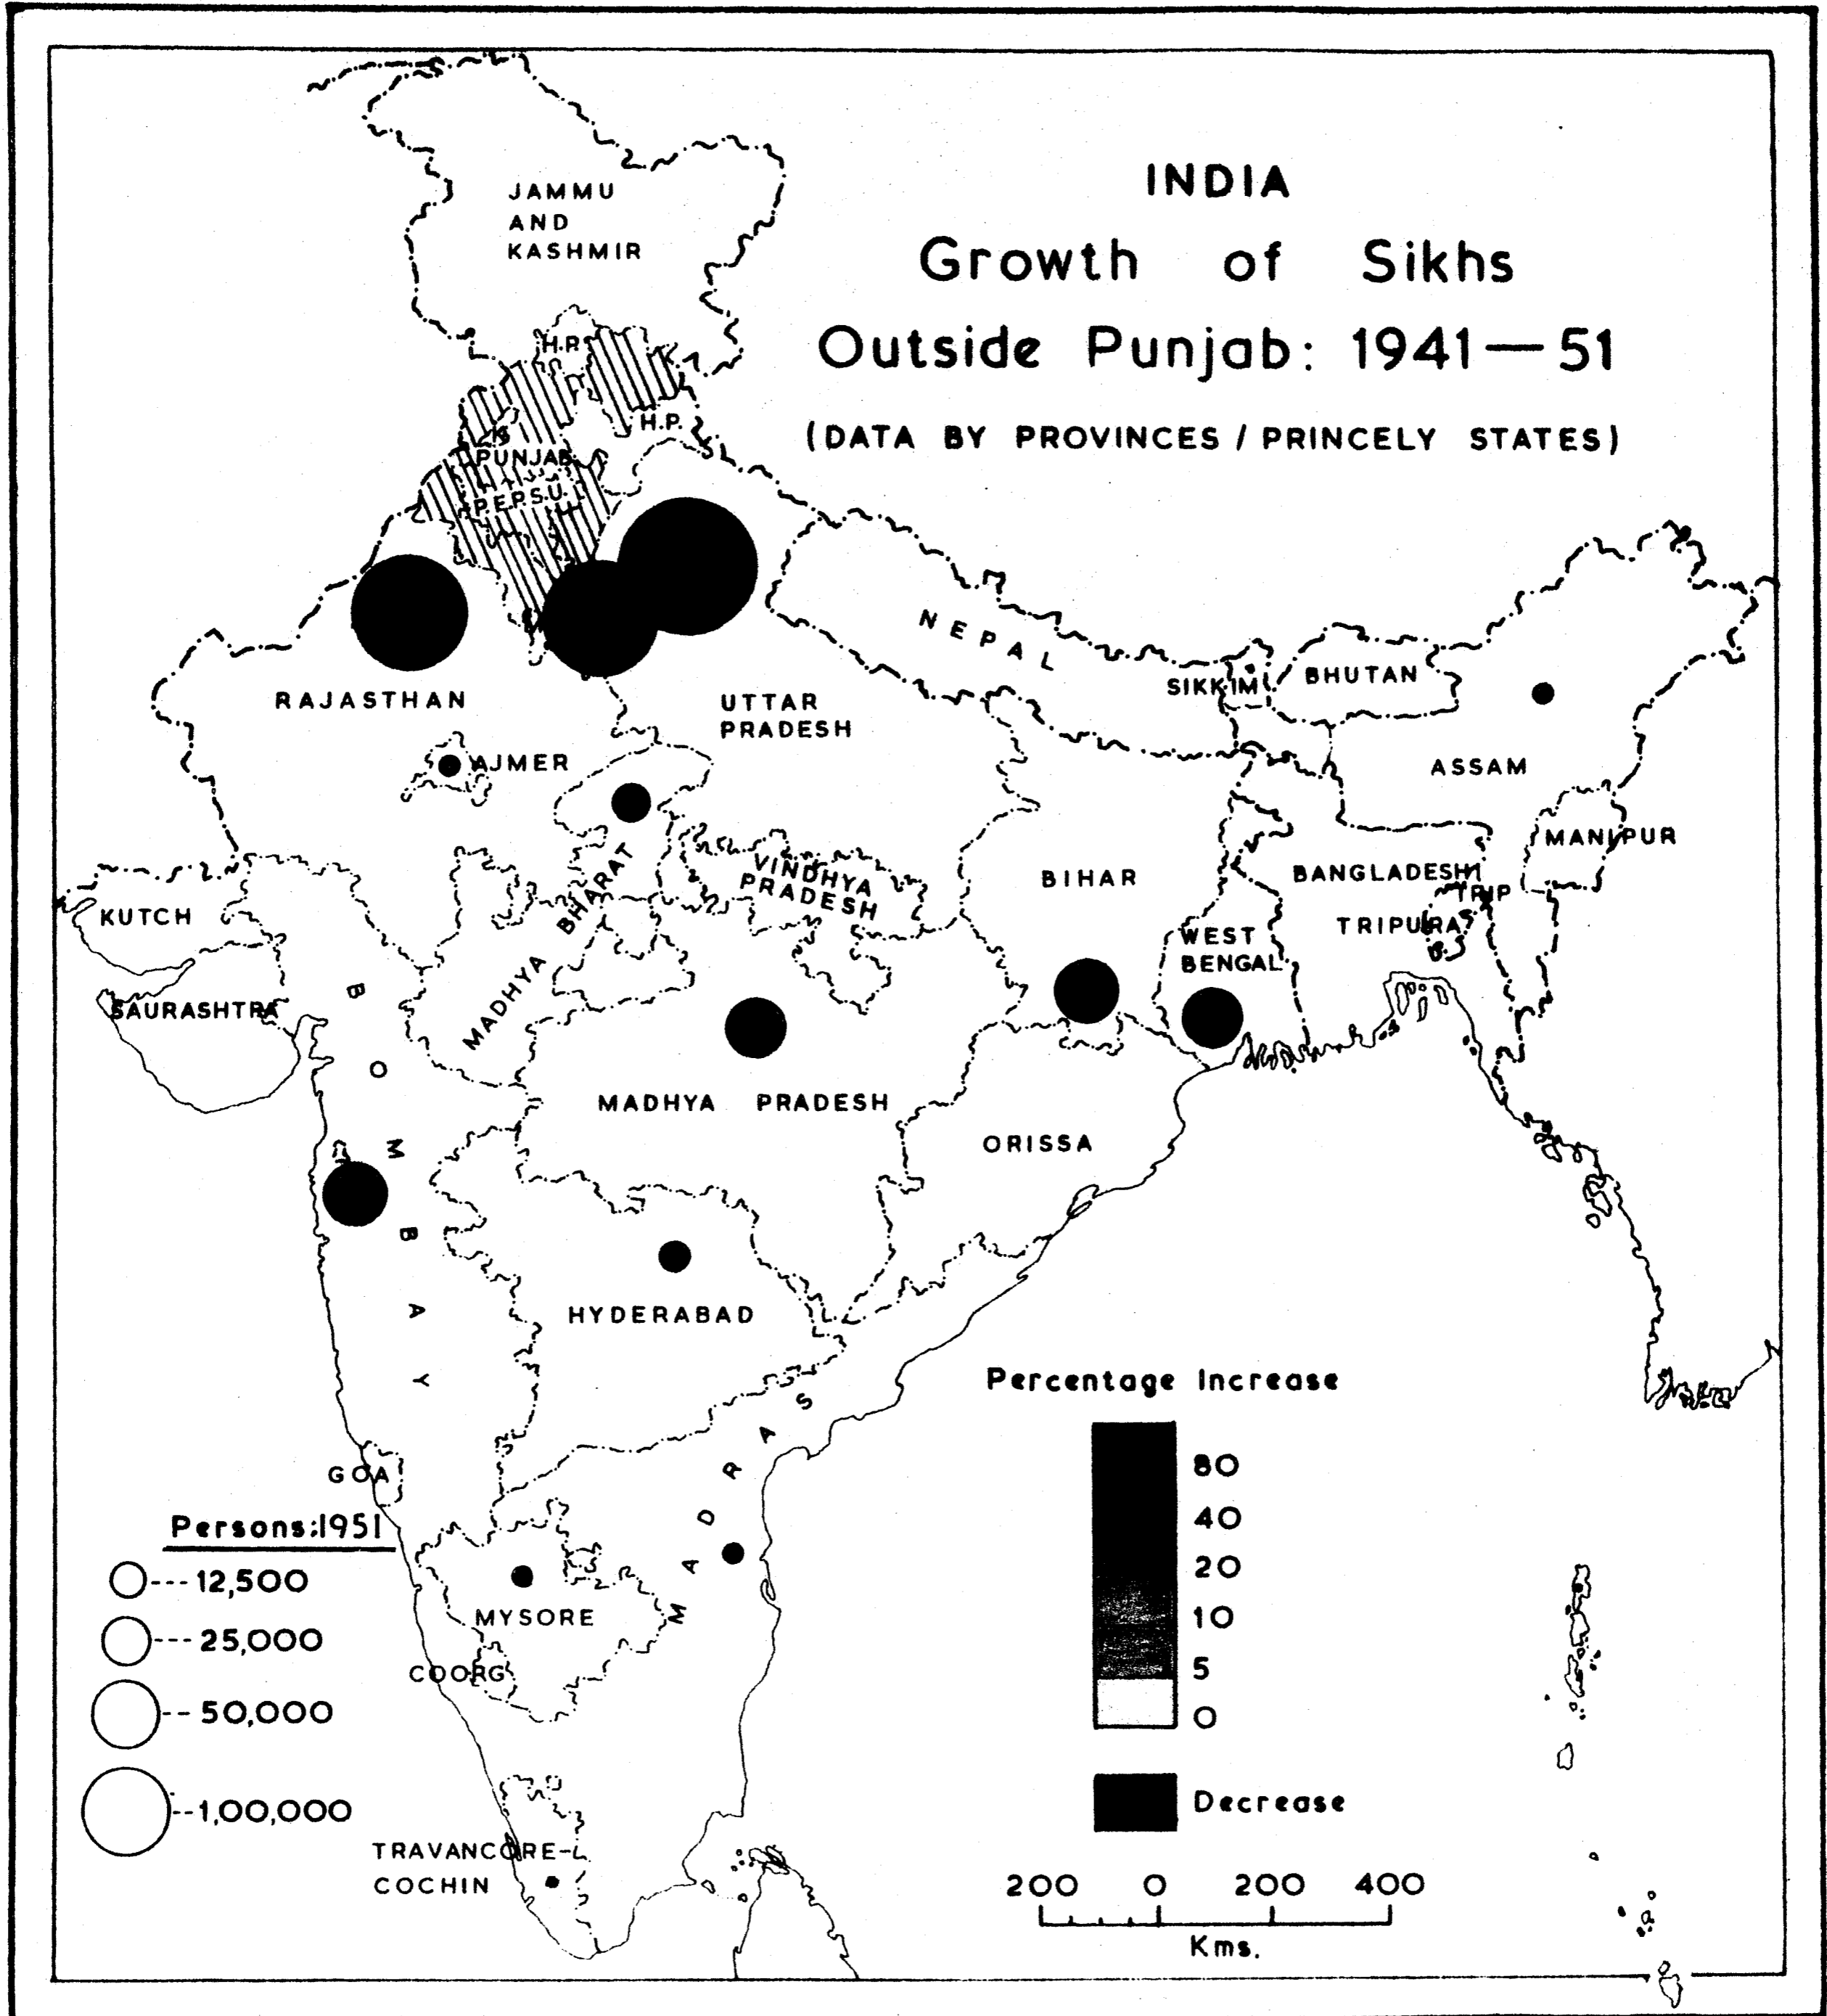 INDIA
Growth of Sikhs
Outside Punjab: 1941—51
(DATA BY PROVINCES / PRINCELY STATES)
JAMMU
AND
KASHMIR
H.P.
H.P.
PUNJAB
P.E.P.S.U.
NEPAL
SIKKIM
BHUTAN
RAJASTHAN
UTTAR
PRADESH
AJMER
ASSAM
MANIPUR
VINDHYA
PRADESH
BIHAR
BANGLADESH
TRIP
TRIPURA
KUTCH
MADHYA BHARAT
WEST
BENGAL
SAURASHTRA
BOMBAY
MADHYA PRADESH
ORISSA
HYDERABAD
MADRAS
GOA
MYSORE
COORG
TRAVANCORE-
COCHIN
Persons:1951
12,500
25,000
50,000
1,00,000
Percentage Increase
80
40
20
10
5
0
Decrease
200 0 200 400
Kms.